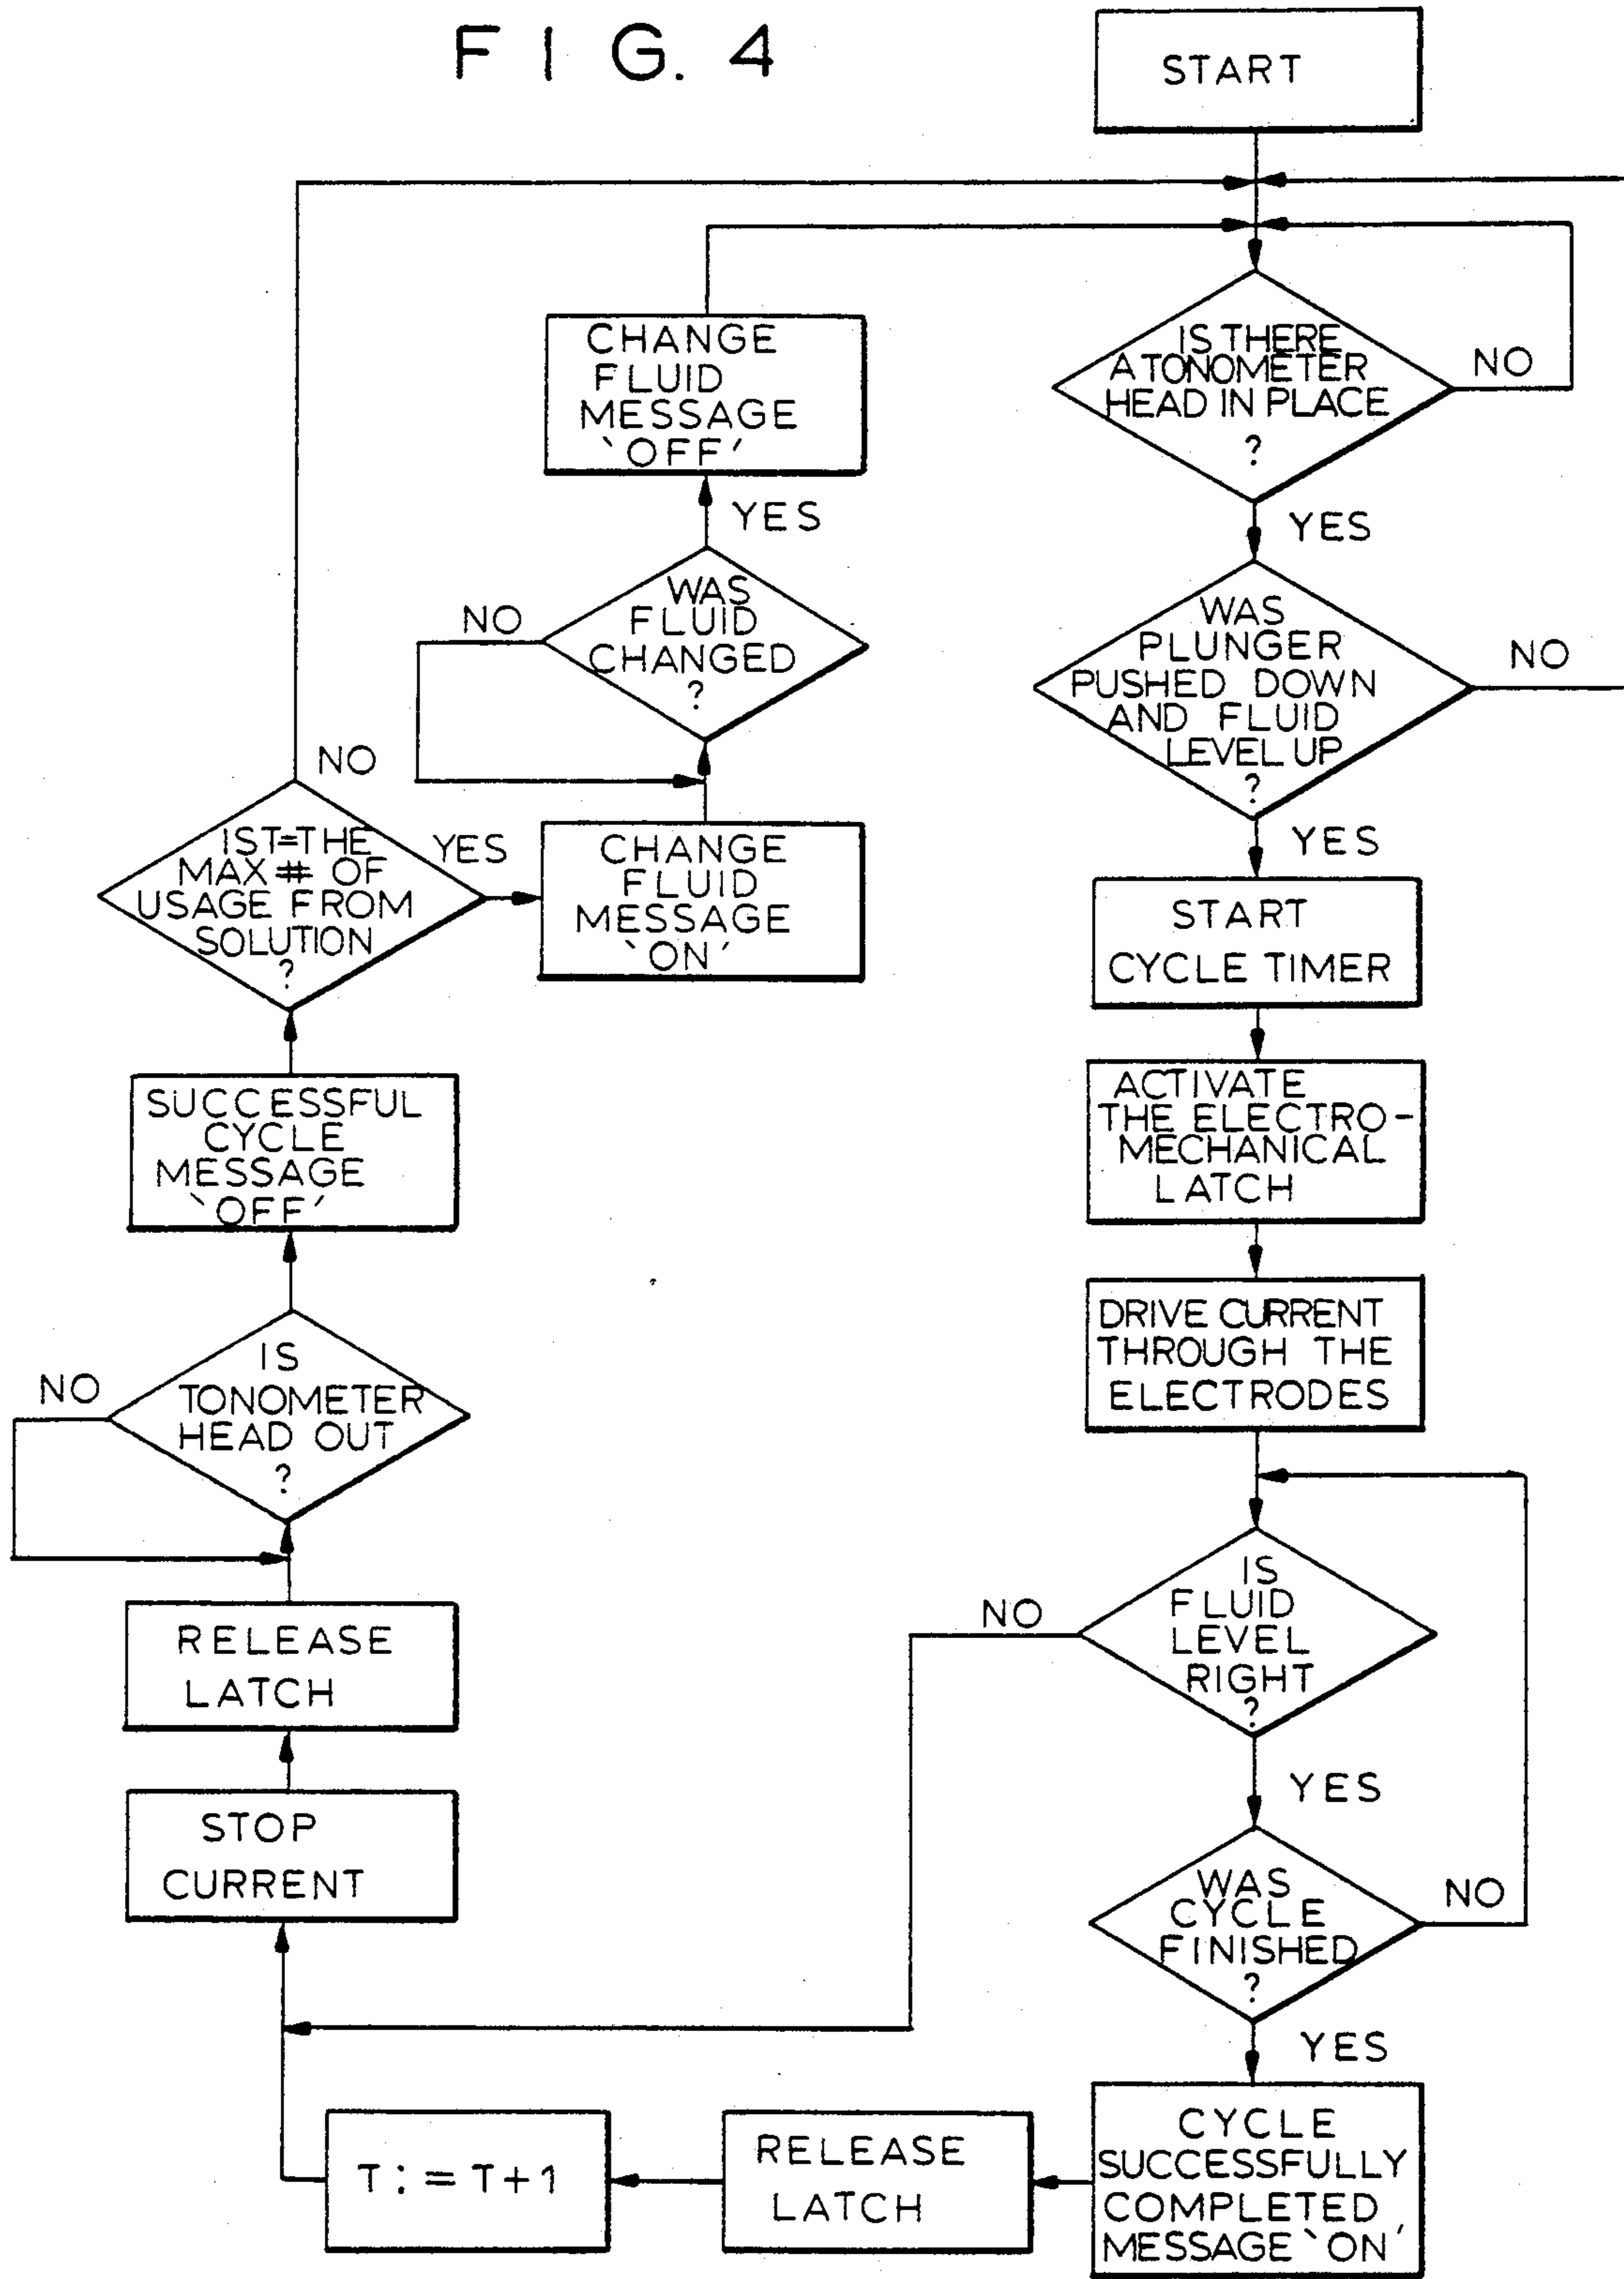 FIG. 4
START
IS THERE
A TONOMETER
HEAD IN PLACE
?
NO
YES
WAS
PLUNGER
PUSHED DOWN
AND FLUID
LEVEL UP
?
NO
YES
START
CYCLE TIMER
ACTIVATE
THE ELECTRO-
MECHANICAL
LATCH
DRIVE CURRENT
THROUGH THE
ELECTRODES
IS
FLUID
LEVEL
RIGHT
?
NO
YES
WAS
CYCLE
FINISHED
?
NO
YES
CYCLE
SUCCESSFULLY
COMPLETED
MESSAGE 'ON'
RELEASE
LATCH
T:=T+1
STOP
CURRENT
RELEASE
LATCH
IS
TONOMETER
HEAD OUT
?
NO
SUCCESSFUL
CYCLE
MESSAGE
'OFF'
IS T=THE
MAX # OF
USAGE FROM
SOLUTION
?
NO
YES
CHANGE
FLUID
MESSAGE
'ON'
WAS
FLUID
CHANGED
?
NO
YES
CHANGE
FLUID
MESSAGE
'OFF'